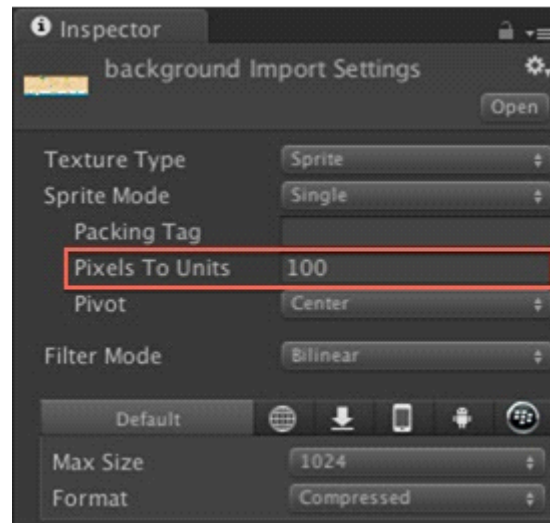 Inspector
background Import Settings
Open
Texture Type Sprite
Sprite Mode Single
Packing Tag
Pixels To Units 100
Pivot Center
Filter Mode Bilinear
Default
Max Size 1024
Format Compressed